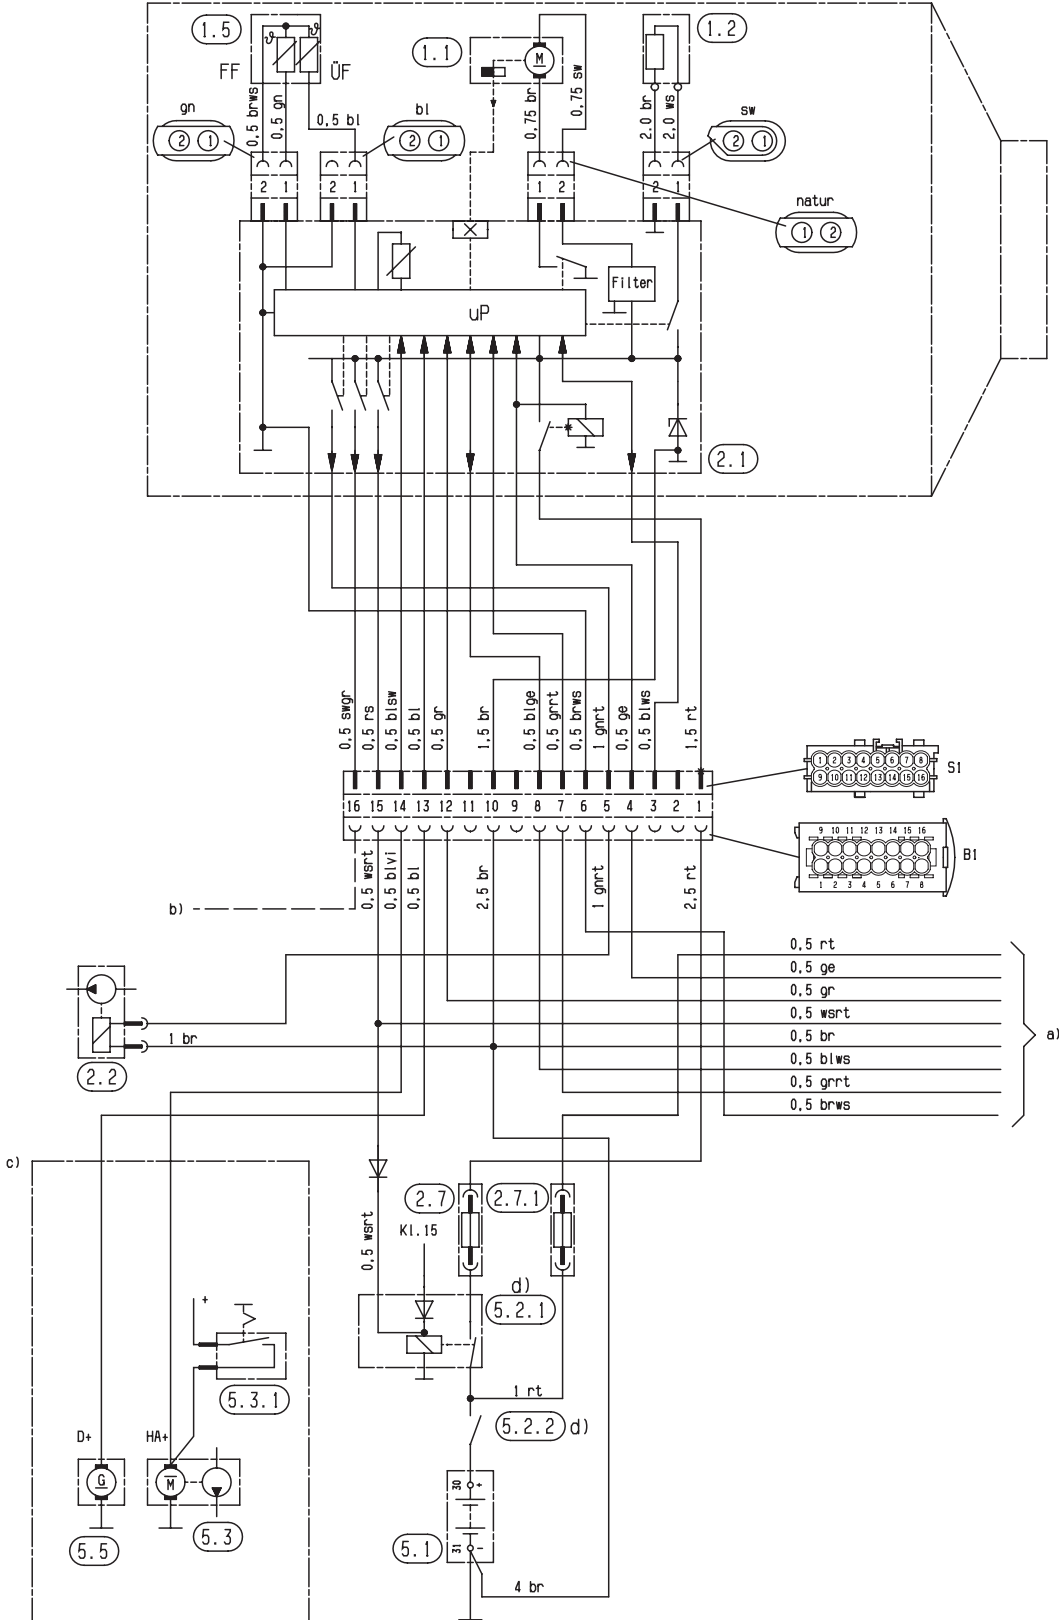 1.5
1.1
1.2
FF
ÜF
ϑ
ϑ
M
gn
0,5 brws
0,5 gn
0,5 bl
bl
0,75 br
0,75 sw
2.0 br
2.0 ws
sw
2 1
2 1
2 1
2 1
2 1
1 2
2 1
natur
1 2
Filter
uP
2.1
0,5 swgr
0,5 rs
0,5 blsw
0,5 bl
0,5 gr
1,5 br
0,5 blge
0,5 grrt
0,5 brws
1 gnrt
0,5 ge
0,5 blws
1,5 rt
1 2 3 4 5 6 7 8
9 10 11 12 13 14 15 16
S1
16 15 14 13 12 11 10 9 8 7 6 5 4 3 2 1
9 10 11 12 13 14 15 16
1 2 3 4 5 6 7 8
B1
0,5 wsrt
0,5 blvi
0,5 bl
2,5 br
1 gnrt
2,5 rt
b)
0,5 rt
0,5 ge
0,5 gr
0,5 wsrt
0,5 br
0,5 blws
0,5 grrt
0,5 brws
a)
1 br
2.2
c)
2.7
2.7.1
0,5 wsrt
Kl.15
d)
5.2.1
+
5.3.1
1 rt
5.2.2 d)
D+
HA+
G
M
30 +
31 -
5.5
5.3
5.1
4 br